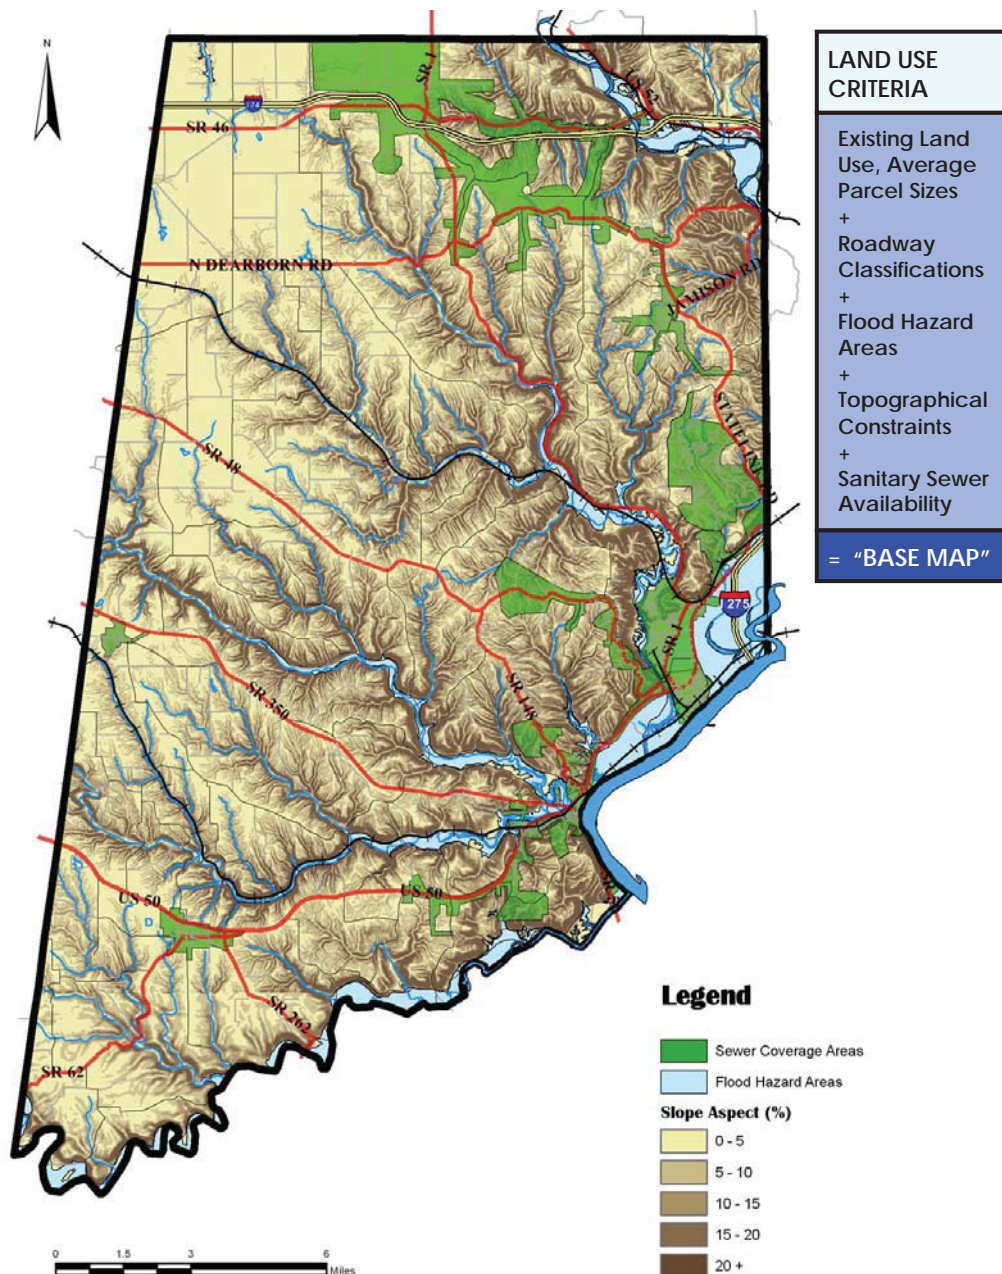 N
SR 1
US 52
74
SR 46
N DEARBORN RD
JAMISON RD
STATELINE RD
SR 48
SR 1
275
SR 350
SR 148
US 50
US 50
SR 262
SR 62
LAND USE
CRITERIA
Existing Land
Use, Average
Parcel Sizes
+
Roadway
Classifications
+
Flood Hazard
Areas
+
Topographical
Constraints
+
Sanitary Sewer
Availability
= "BASE MAP"
Legend
Sewer Coverage Areas
Flood Hazard Areas
Slope Aspect (%)
0 - 5
5 - 10
10 - 15
15 - 20
20 +
0 1.5 3 6
Miles